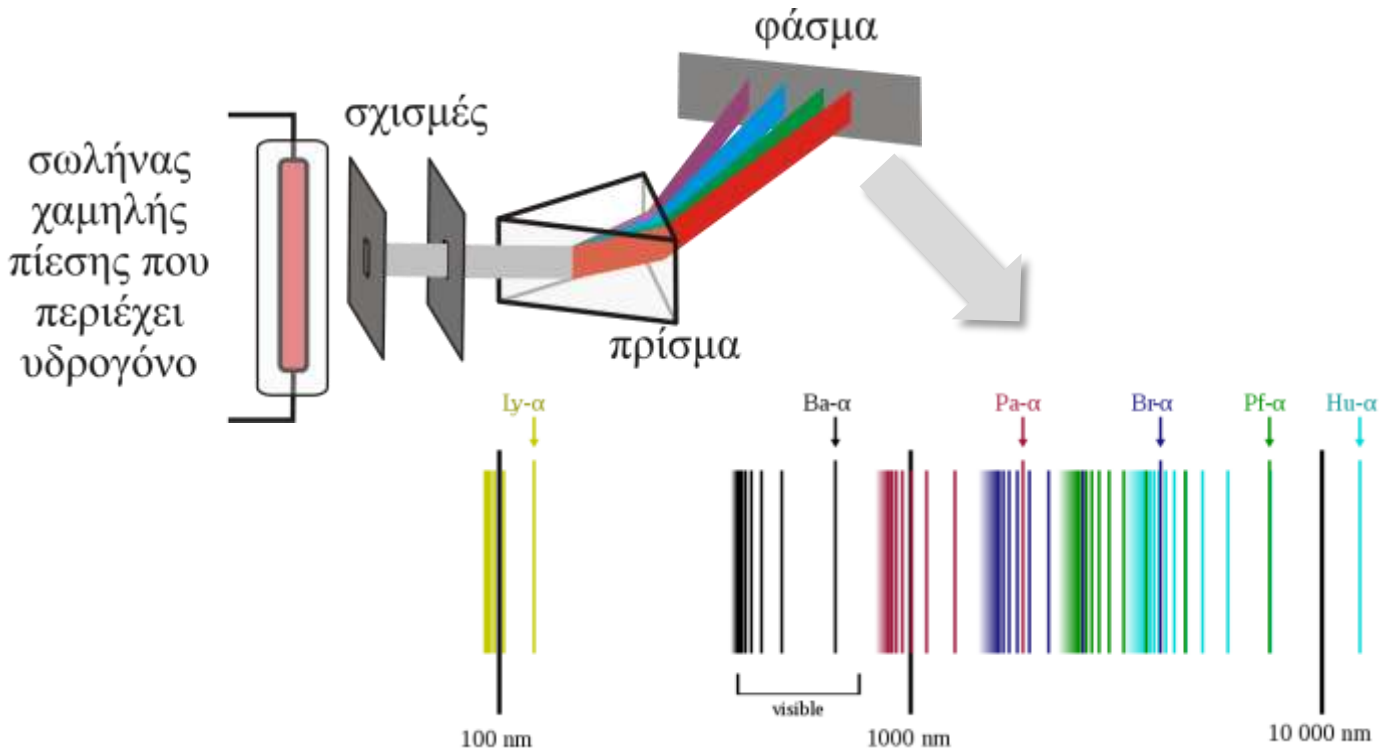 φάσμα
σχισμές
σωλήνας
χαμηλής
πίεσης που
περιέχει
υδρογόνο
πρίσμα
Ly-α Ba-α Pa-α Br-α Pf-α Hu-α
visible
100 nm 1000 nm 10 000 nm